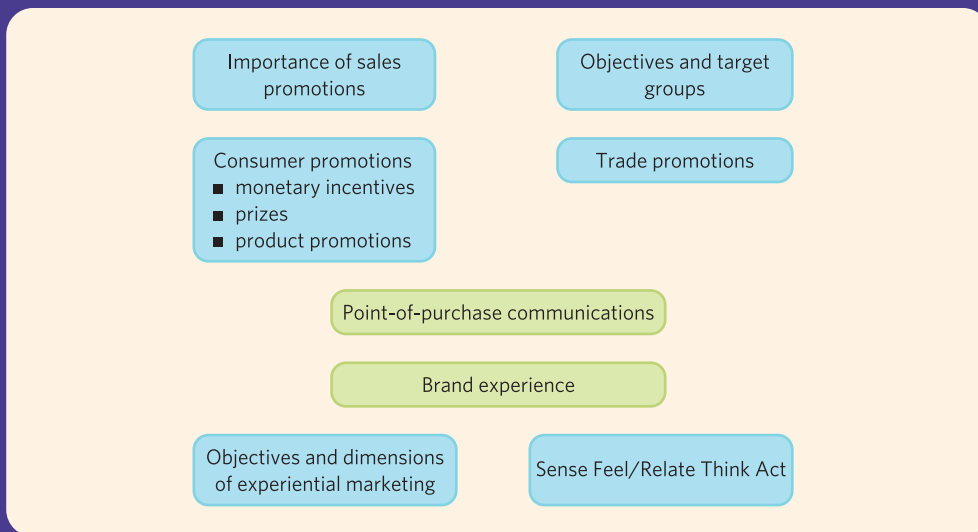 Importance of sales
promotions
Objectives and target
groups
Consumer promotions
■ monetary incentives
■ prizes
■ product promotions
Trade promotions
Point-of-purchase communications
Brand experience
Objectives and dimensions
of experiential marketing
Sense Feel/Relate Think Act